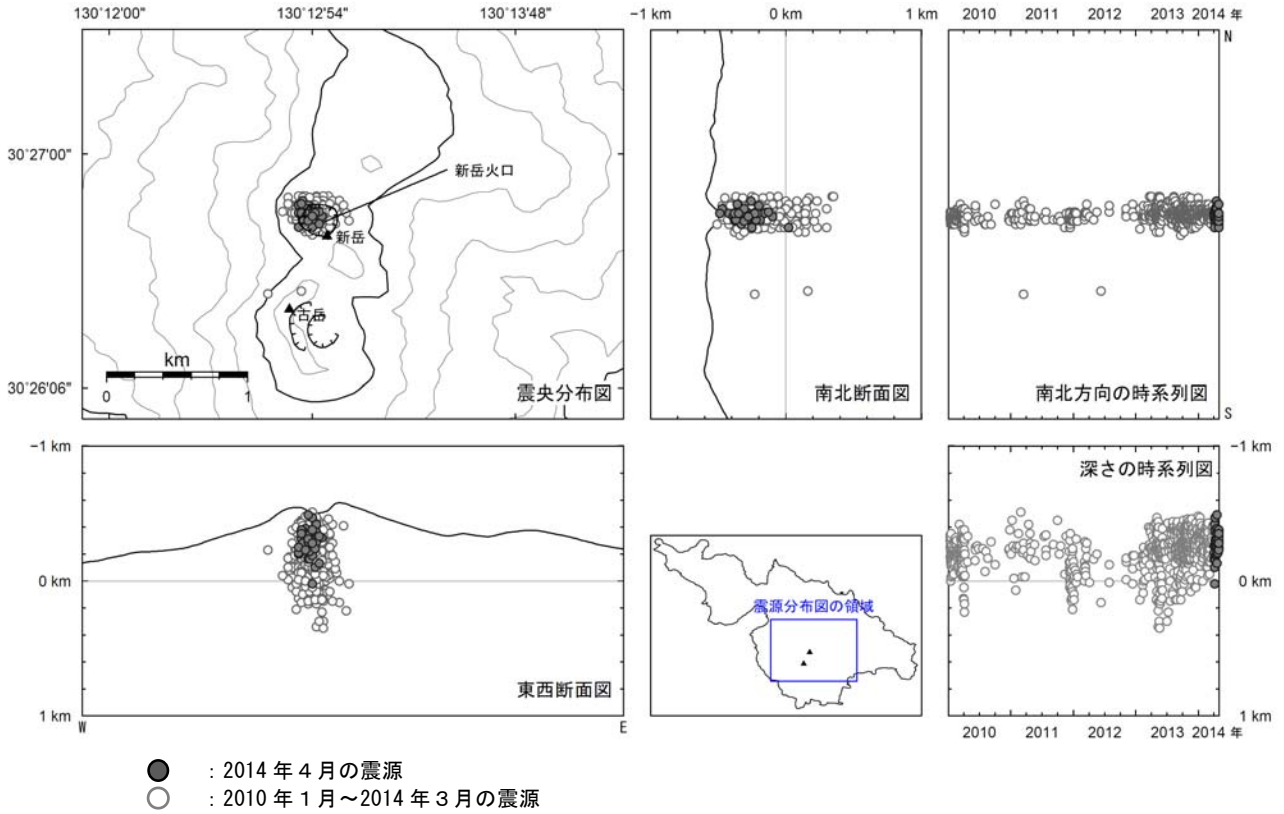 130°12'00" 130°12'54" 130°13'48"
30°27'00"
30°26'06"
新岳火口
新岳
古岳
km
0 1
震央分布図
−1 km 0 km 1 km
南北断面図
2010 2011 2012 2013 2014 年
N
南北方向の時系列図
S
−1 km
0 km
1 km
W E
東西断面図
震源分布図の領域
深さの時系列図
−1 km
0 km
1 km
2010 2011 2012 2013 2014 年
：2014 年４月の震源
：2010 年１月～2014 年３月の震源